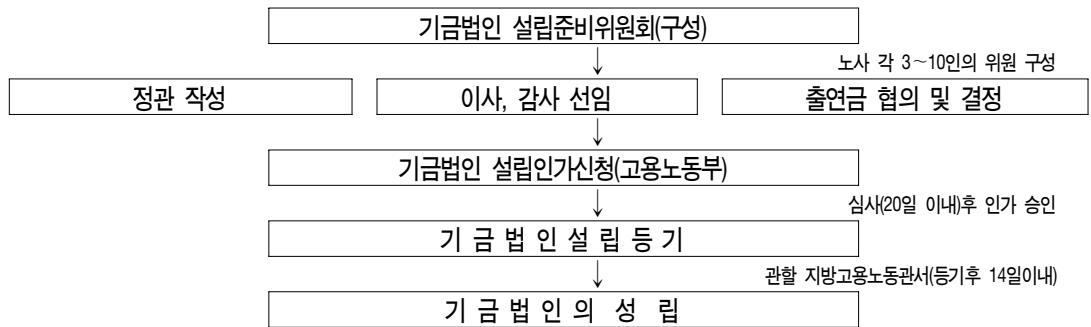 기금법인 설립준비위원회(구성)
노사 각 3～10인의 위원 구성
정관 작성
이사, 감사 선임
출연금 협의 및 결정
기금법인 설립인가신청(고용노동부)
심사(20일 이내)후 인가 승인
기 금 법 인 설 립 등 기
관할 지방고용노동관서(등기후 14일이내)
기 금 법 인 의 성 립